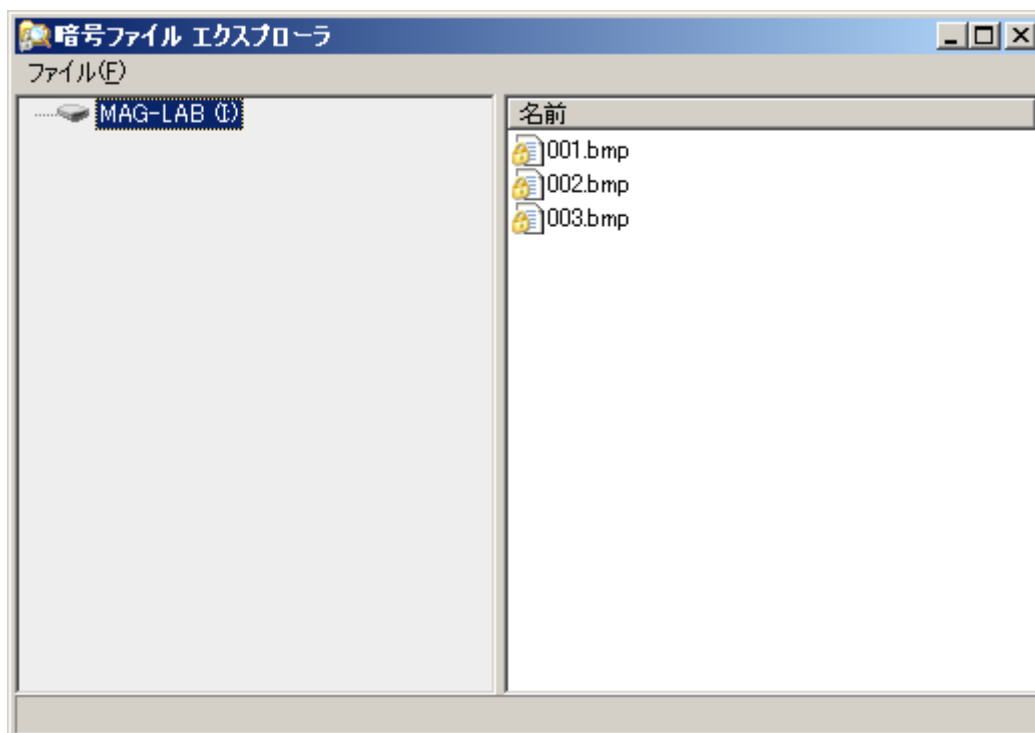 暗号ファイル エクスプローラ
ファイル(F)
MAG-LAB (I:)
名前
001.bmp
002.bmp
003.bmp